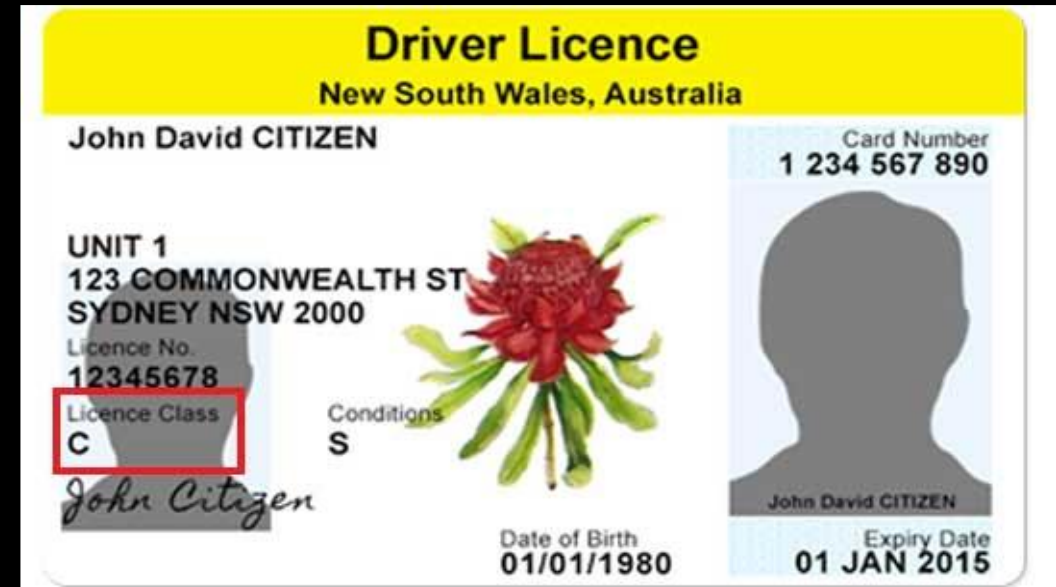 Driver Licence
New South Wales, Australia
John David CITIZEN
Card Number
1 234 567 890
UNIT 1
123 COMMONWEALTH ST
SYDNEY NSW 2000
Licence No.
12345678
Licence Class
C
Conditions
S
John Citizen
John David CITIZEN
Date of Birth
01/01/1980
Expiry Date
01 JAN 2015